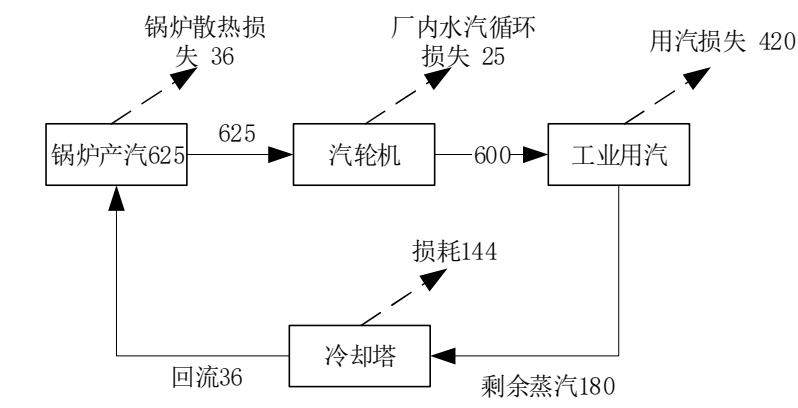 锅炉散热损
失 36
厂内水汽循环
损失 25
用汽损失 420
锅炉产汽625
625
汽轮机
600
工业用汽
损耗144
冷却塔
回流36
剩余蒸汽180